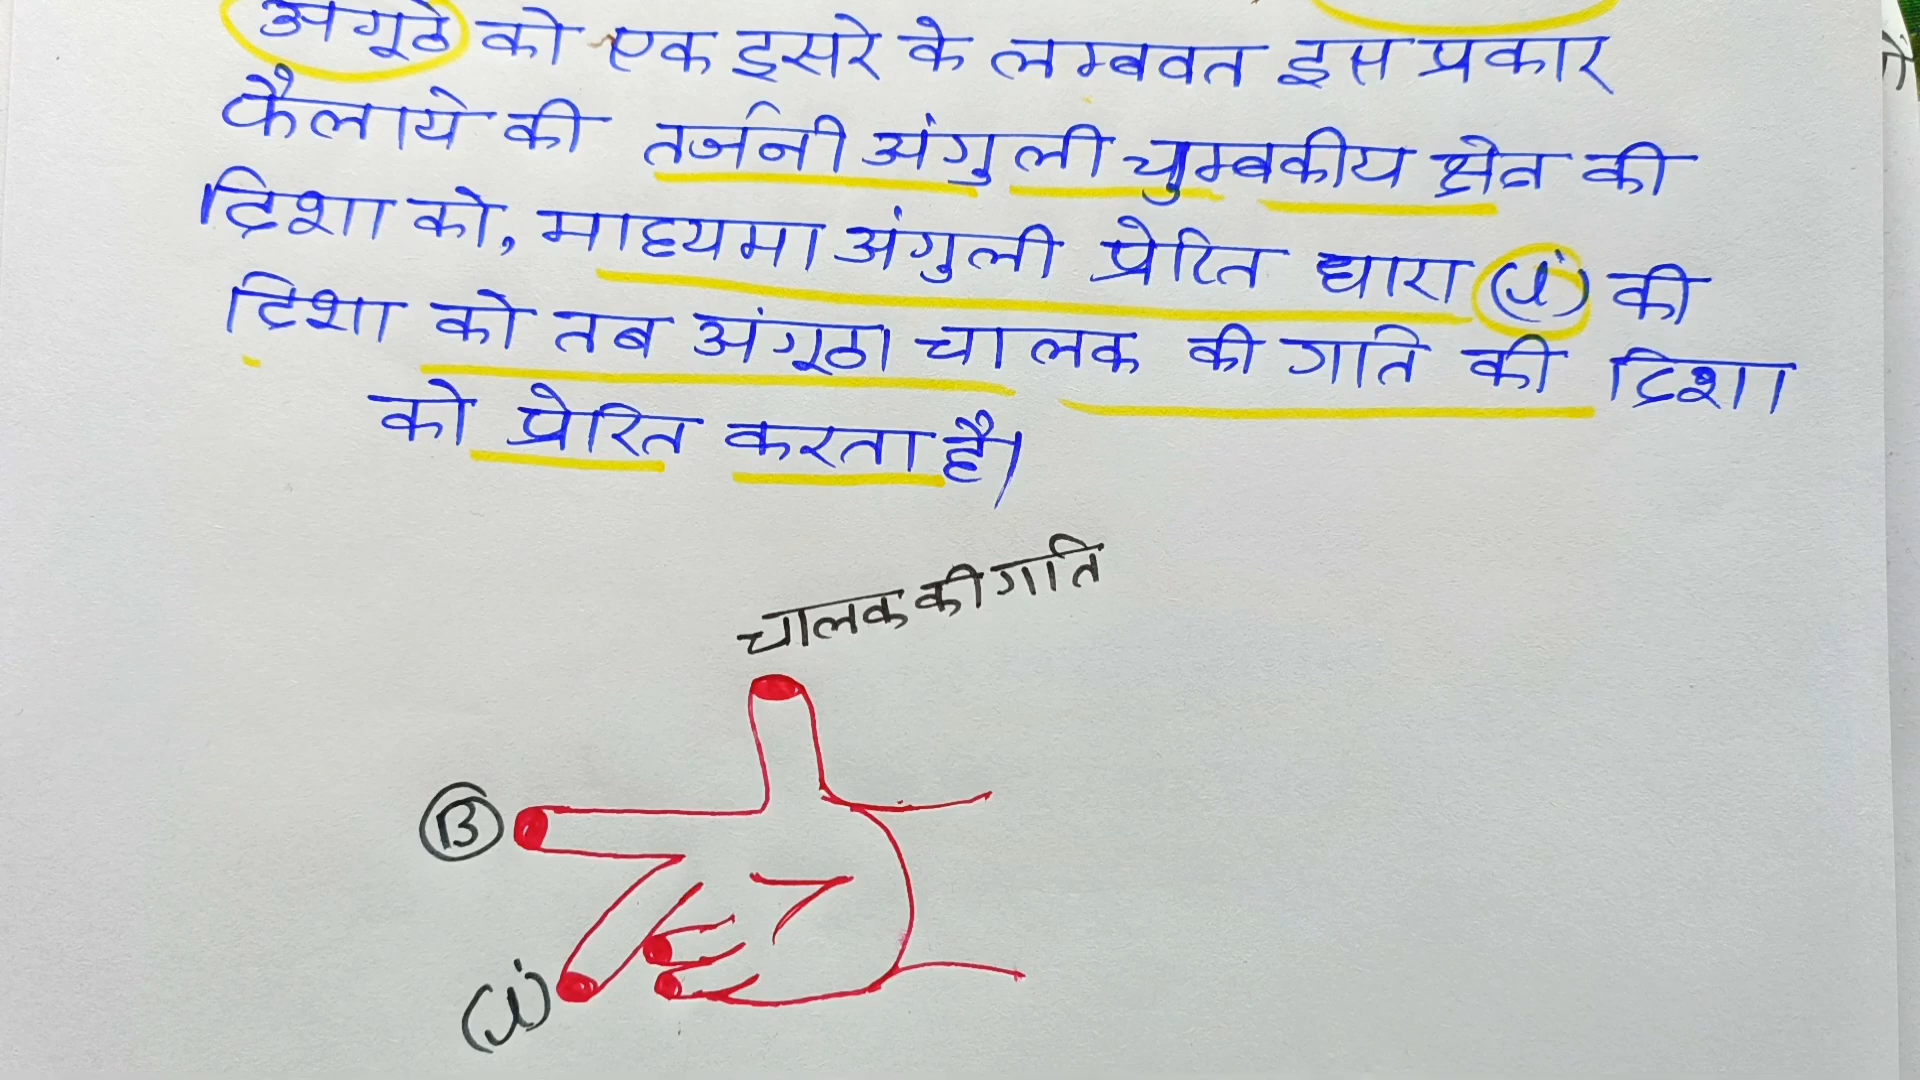 अंगूठे को एक दूसरे के लम्बवत इस प्रकार
फैलाये की तर्जनी अंगुली चुम्बकीय क्षेत्र की
दिशा को, माध्यमा अंगुली प्रेरित धारा (i) की
दिशा को तब अंगूठा चालक की गति की दिशा
को प्रेरित करता है।
चालक की गति
B
(i)